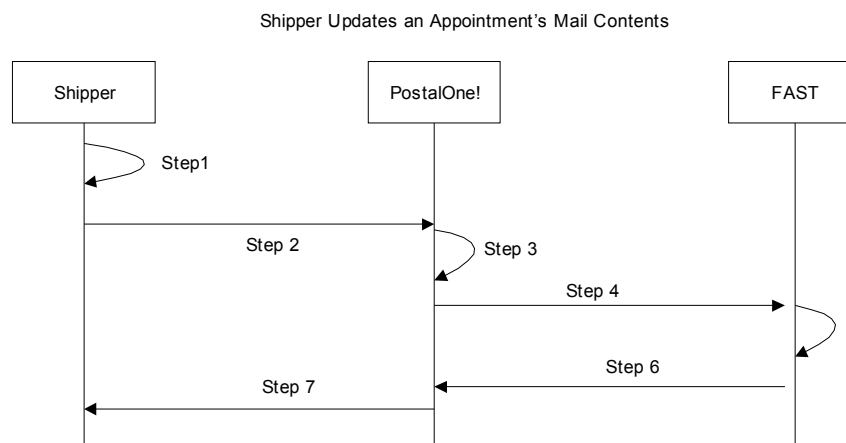 Shipper Updates an Appointment's Mail Contents
Shipper
PostalOne!
FAST
Step1
Step 2
Step 3
Step 4
Step 6
Step 7